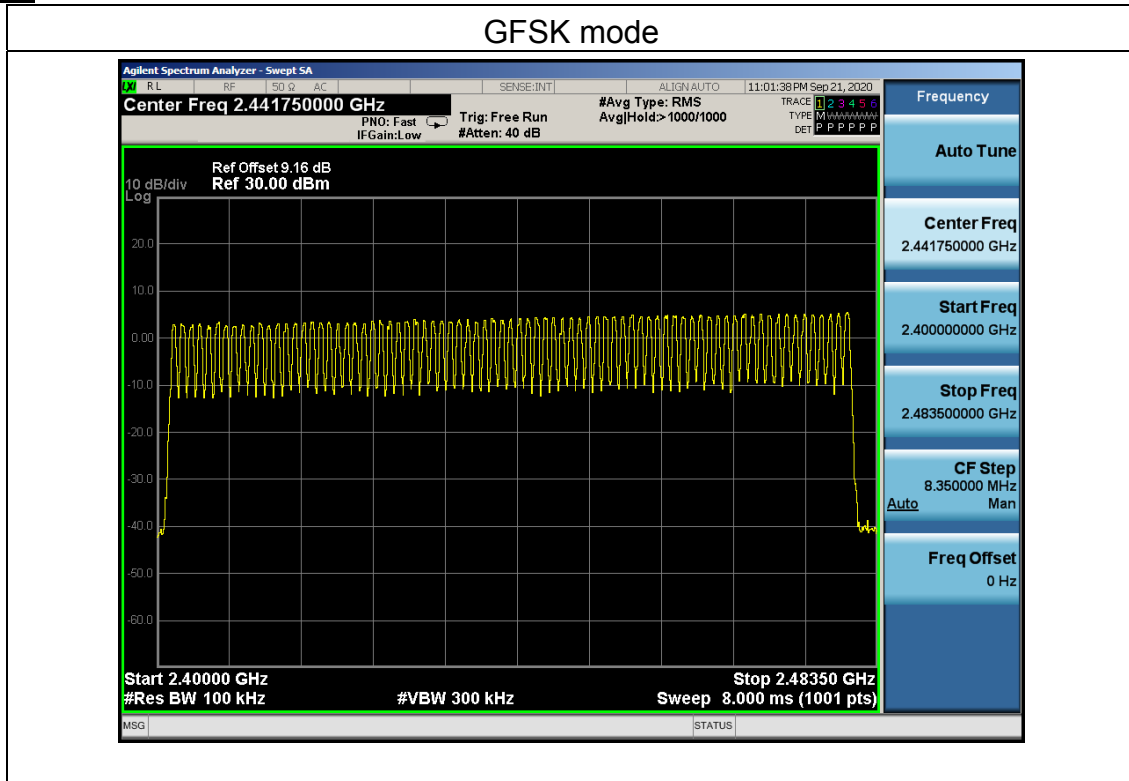 GFSK mode
Agilent Spectrum Analyzer - Swept SA
LXI RL RF 50 Ω AC SENSE:INT ALIGN AUTO 11:01:38 PM Sep 21, 2020
Center Freq 2.441750000 GHz
PNO: Fast
IFGain:Low
Trig: Free Run
#Atten: 40 dB
#Avg Type: RMS
Avg|Hold:>1000/1000
TRACE 1 2 3 4 5 6
TYPE M
DET P P P P P P
Ref Offset 9.16 dB
10 dB/div Ref 30.00 dBm
Log
20.0
10.0
0.00
-10.0
-20.0
-30.0
-40.0
-50.0
-60.0
Start 2.40000 GHz Stop 2.48350 GHz
#Res BW 100 kHz #VBW 300 kHz Sweep 8.000 ms (1001 pts)
MSG STATUS
Frequency
Auto Tune
Center Freq
2.441750000 GHz
Start Freq
2.400000000 GHz
Stop Freq
2.483500000 GHz
CF Step
8.350000 MHz
Auto Man
Freq Offset
0 Hz